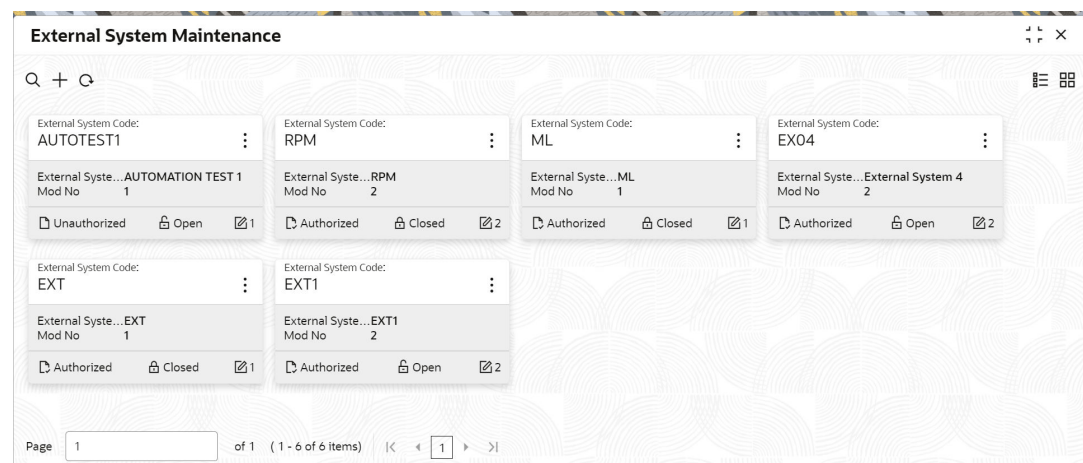 External System Maintenance
External System Code:
AUTOTEST1
External Syste...AUTOMATION TEST 1
Mod No 1
Unauthorized Open 1
External System Code:
RPM
External Syste...RPM
Mod No 2
Authorized Closed 2
External System Code:
ML
External Syste...ML
Mod No 1
Authorized Closed 1
External System Code:
EX04
External Syste...External System 4
Mod No 2
Authorized Open 2
External System Code:
EXT
External Syste...EXT
Mod No 1
Authorized Closed 1
External System Code:
EXT1
External Syste...EXT1
Mod No 2
Authorized Open 2
Page 1 of 1 ( 1 - 6 of 6 items) 1